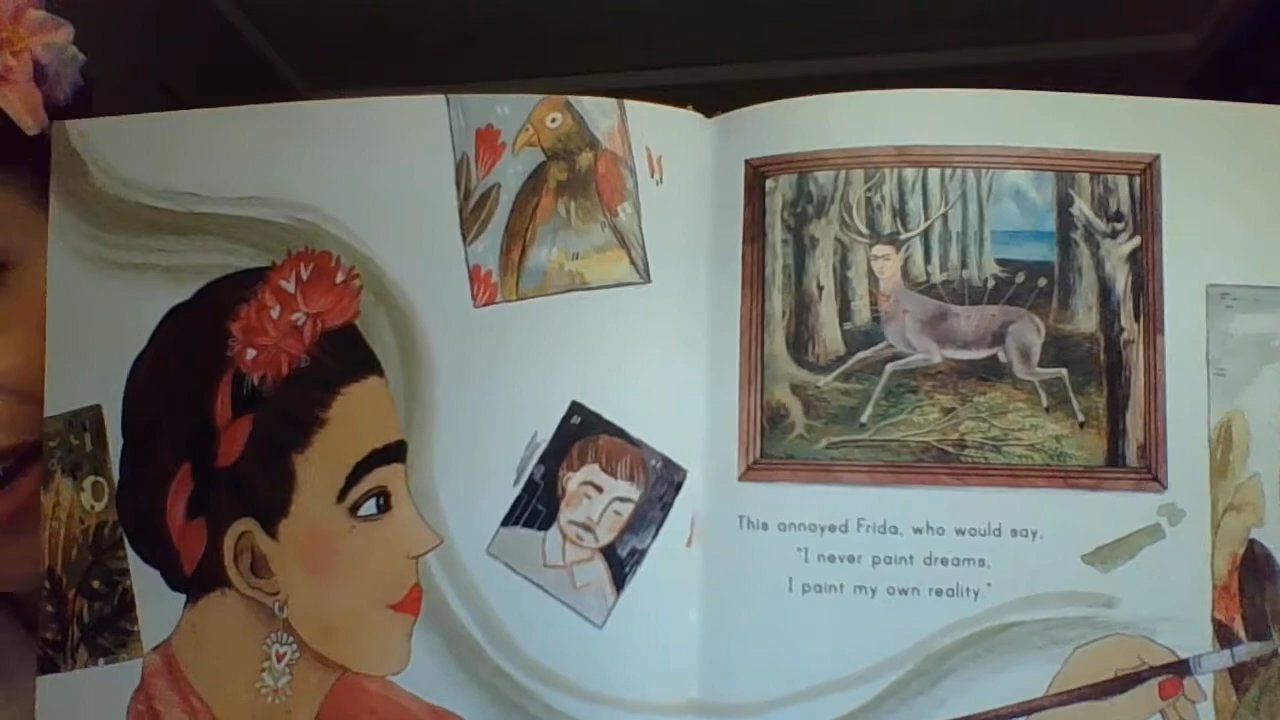 This annoyed Frida, who would say,
"I never paint dreams,
I paint my own reality."